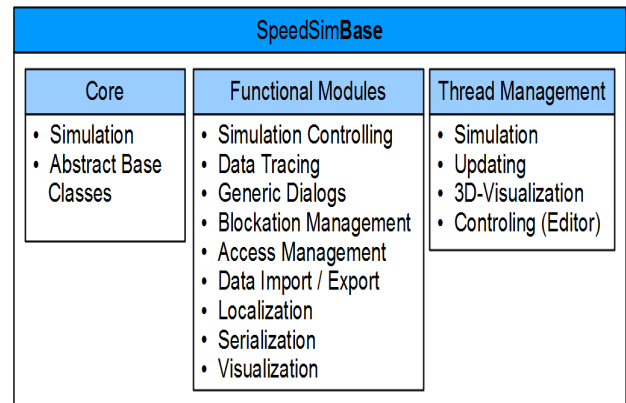 SpeedSimBase
Core
• Simulation
• Abstract Base
Classes
Functional Modules
• Simulation Controlling
• Data Tracing
• Generic Dialogs
• Blockation Management
• Access Management
• Data Import / Export
• Localization
• Serialization
• Visualization
Thread Management
• Simulation
• Updating
• 3D-Visualization
• Controling (Editor)